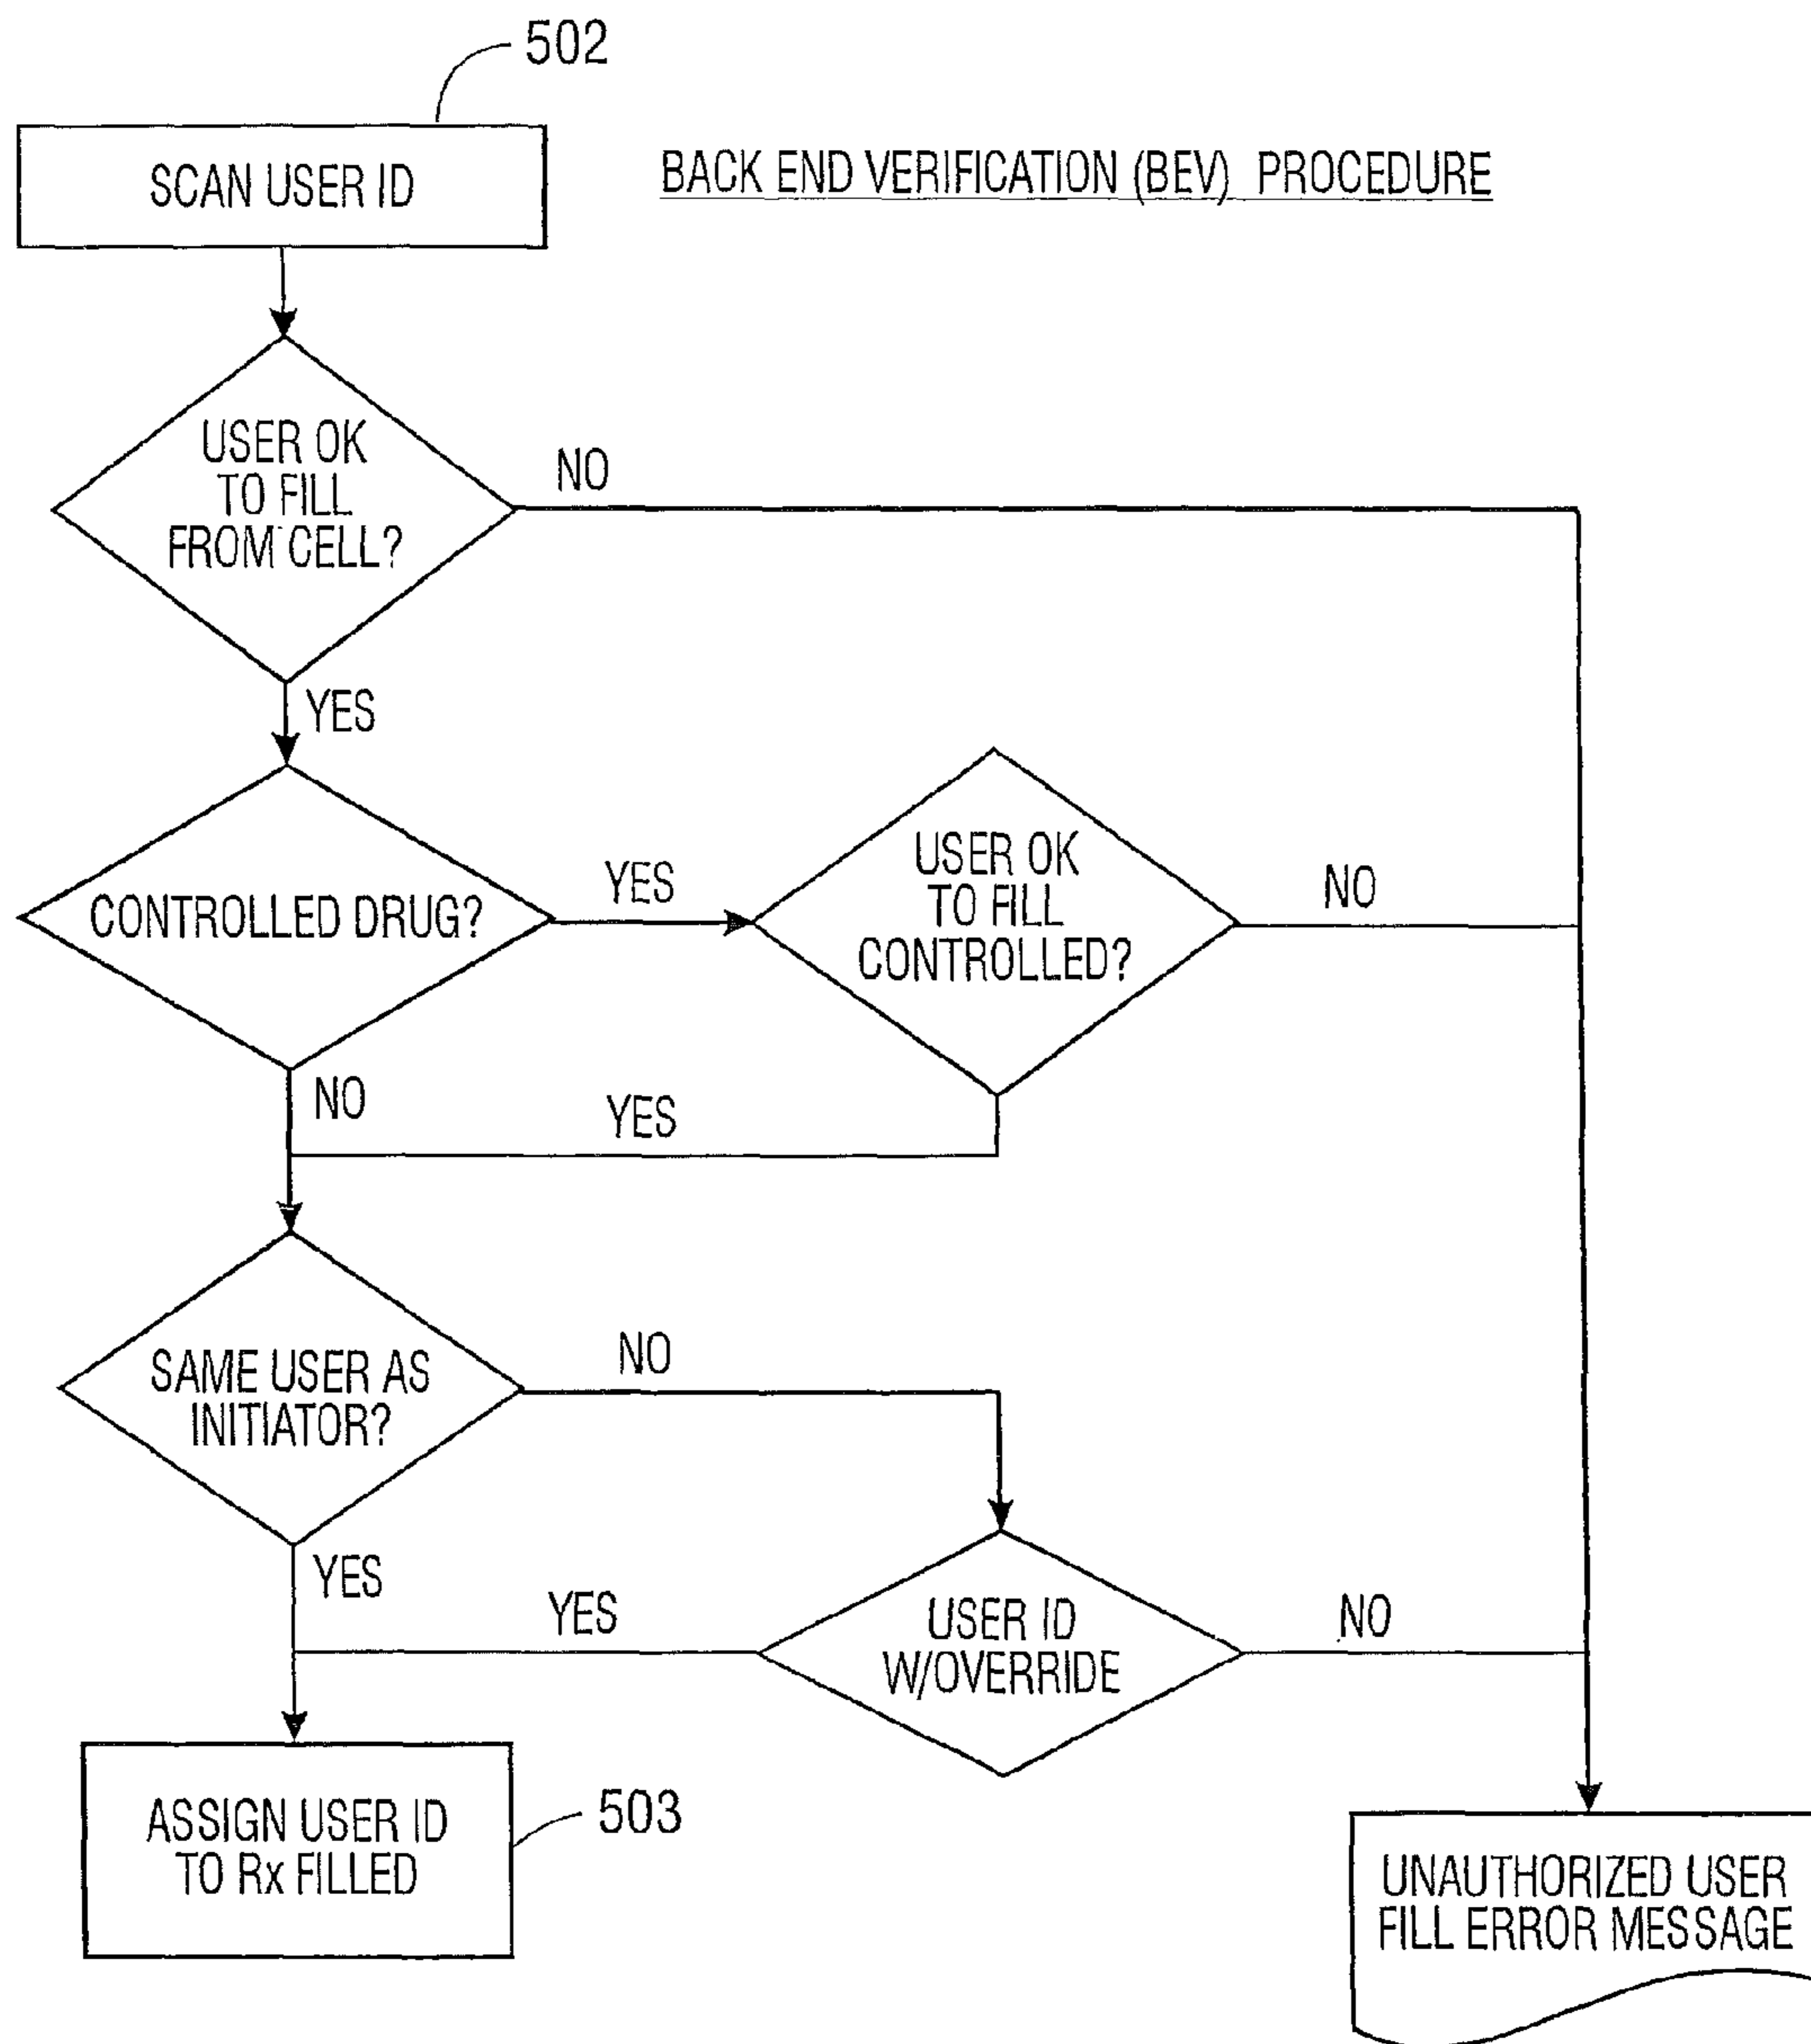 502
SCAN USER ID
BACK END VERIFICATION (BEV) PROCEDURE
USER OK
TO FILL
FROM CELL?
NO
YES
CONTROLLED DRUG?
YES
USER OK
TO FILL
CONTROLLED?
NO
NO
YES
SAME USER AS
INITIATOR?
NO
YES
YES
USER ID
W/OVERRIDE
NO
ASSIGN USER ID
TO Rx FILLED
503
UNAUTHORIZED USER
FILL ERROR MESSAGE